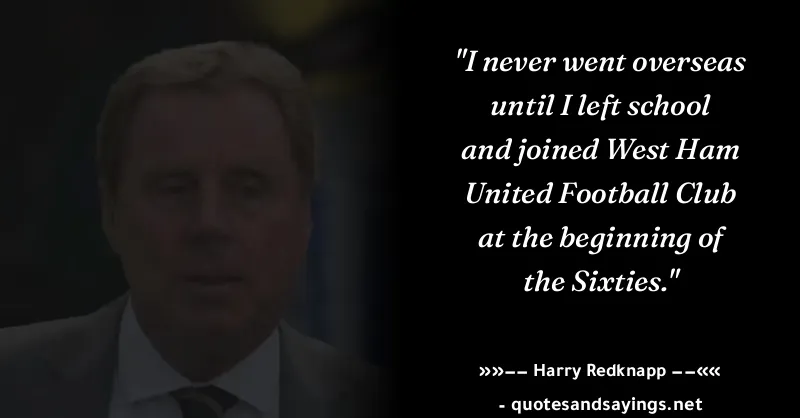 "I never went overseas
until I left school
and joined West Ham
United Football Club
at the beginning of
the Sixties."
»»−− Harry Redknapp −−««
- quotesandsayings.net